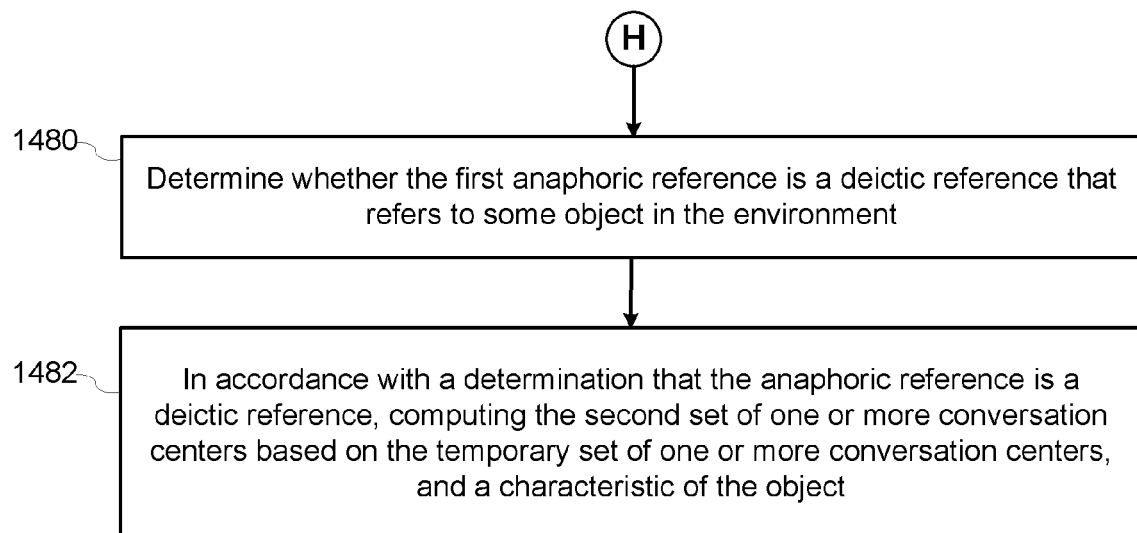 H
1480
Determine whether the first anaphoric reference is a deictic reference that
refers to some object in the environment
1482
In accordance with a determination that the anaphoric reference is a
deictic reference, computing the second set of one or more conversation
centers based on the temporary set of one or more conversation centers,
and a characteristic of the object